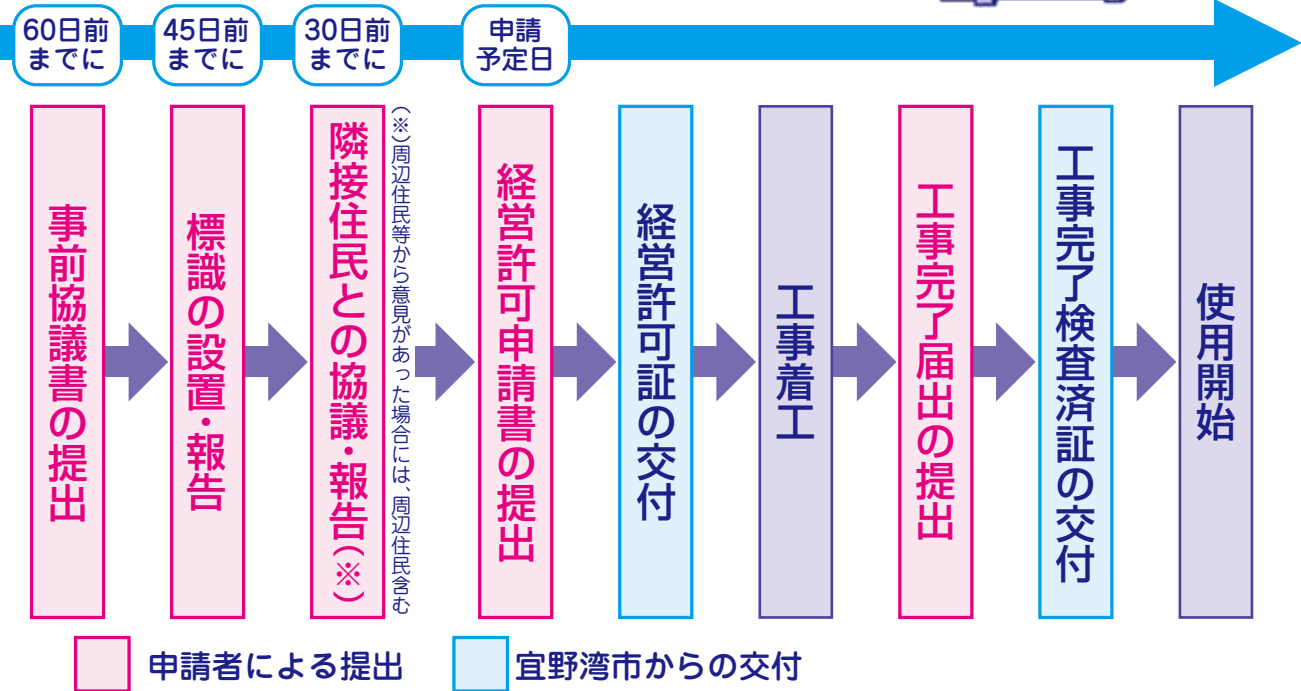 60日前
までに
45日前
までに
30日前
までに
申請
予定日
事前協議書の提出
標識の設置・報告
隣接住民との協議・報告(※)
(※)周辺住民等から意見があった場合には、周辺住民含む
経営許可申請書の提出
経営許可証の交付
工事着工
工事完了届出の提出
工事完了検査済証の交付
使用開始
申請者による提出
宜野湾市からの交付